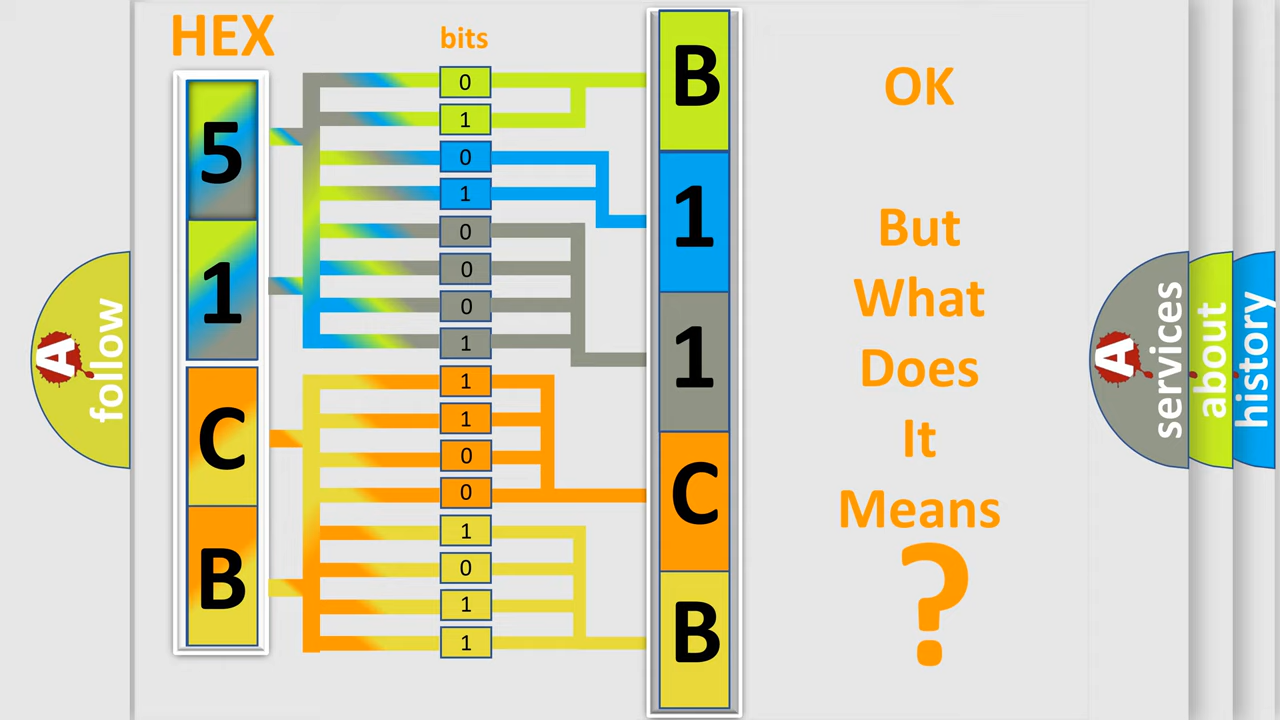 HEX
bits
5
1
C
B
0
1
0
1
0
0
0
1
1
1
0
0
1
0
1
1
B
1
1
C
B
OK
But
What
Does
It
Means
?
A
follow
A
services
about
history